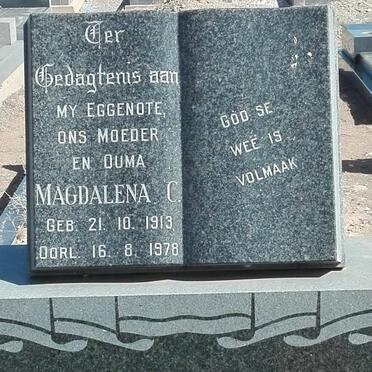 Ter
Gedagtenis aan
MY EGGENOTE,
ONS MOEDER
EN OUMA
MAGDALENA C.
GEB. 21. 10. 1913
OORL. 16. 8. 1978
GOD SE
WEË IS
VOLMAAK